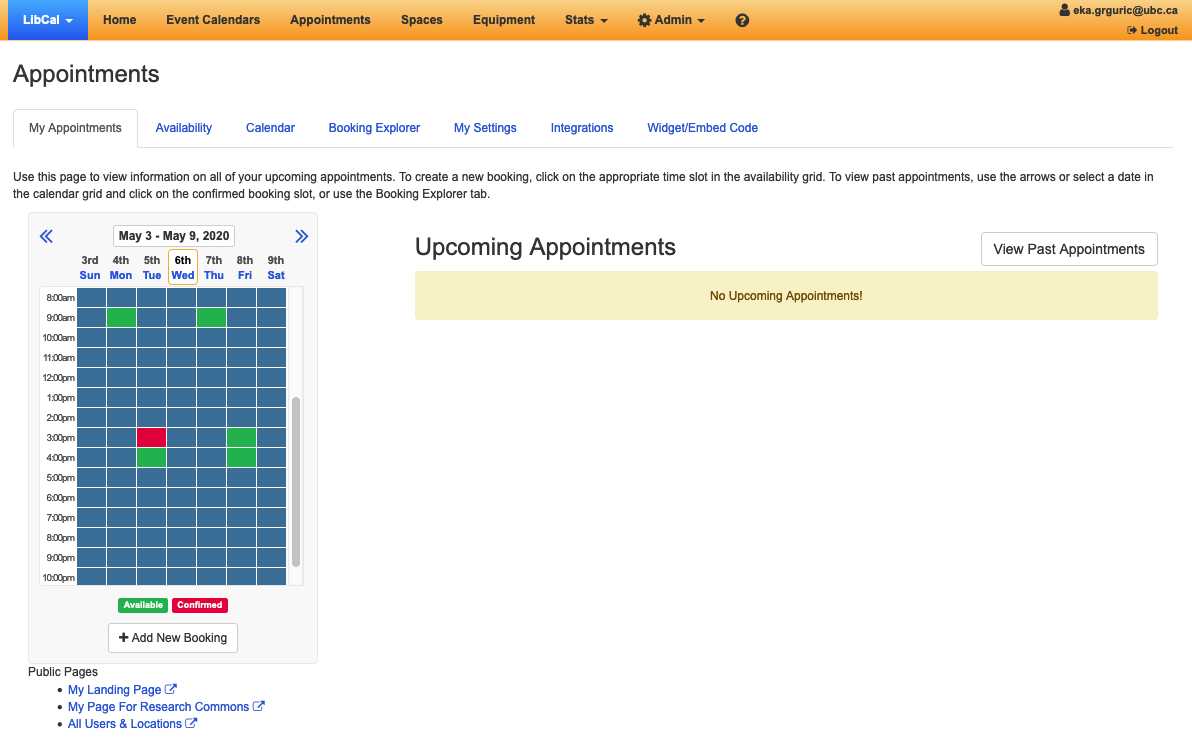 LibCal Home Event Calendars Appointments Spaces Equipment Stats Admin eka.grguric@ubc.ca
Logout
Appointments
My Appointments Availability Calendar Booking Explorer My Settings Integrations Widget/Embed Code
Use this page to view information on all of your upcoming appointments. To create a new booking, click on the appropriate time slot in the availability grid. To view past appointments, use the arrows or select a date in
the calendar grid and click on the confirmed booking slot, or use the Booking Explorer tab.
May 3 - May 9, 2020
3rd 4th 5th 6th 7th 8th 9th
Sun Mon Tue Wed Thu Fri Sat
8:00am
9:00am
10:00am
11:00am
12:00pm
1:00pm
2:00pm
3:00pm
4:00pm
5:00pm
6:00pm
7:00pm
8:00pm
9:00pm
10:00pm
Available Confirmed
+ Add New Booking
Upcoming Appointments
View Past Appointments
No Upcoming Appointments!
Public Pages
• My Landing Page
• My Page For Research Commons
• All Users & Locations